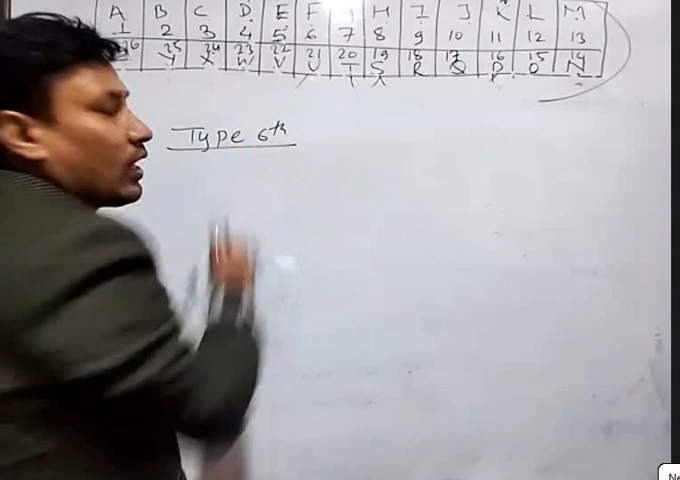 A B C D E F H I J K L M
1 2 3 4 5 6 7 8 9 10 11 12 13
26 25 24 23 22 21 20 19 18 17 16 15 14
Y X W V U T S R Q P O N
Type 6th
Ne